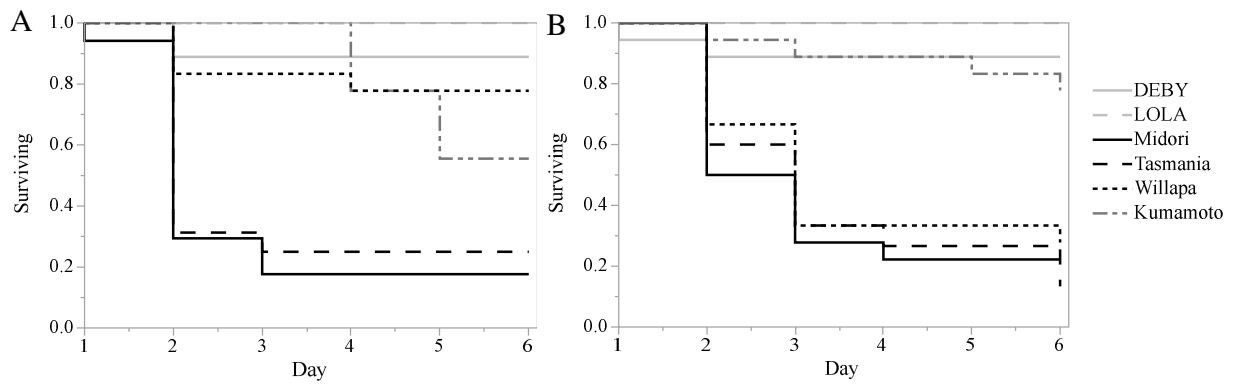 A
1.0
0.8
0.6
0.4
0.2
0.0
Surviving
1 2 3 4 5 6
Day
B
1.0
0.8
0.6
0.4
0.2
0.0
Surviving
1 2 3 4 5 6
Day
DEBY
LOLA
Midori
Tasmania
Willapa
Kumamoto